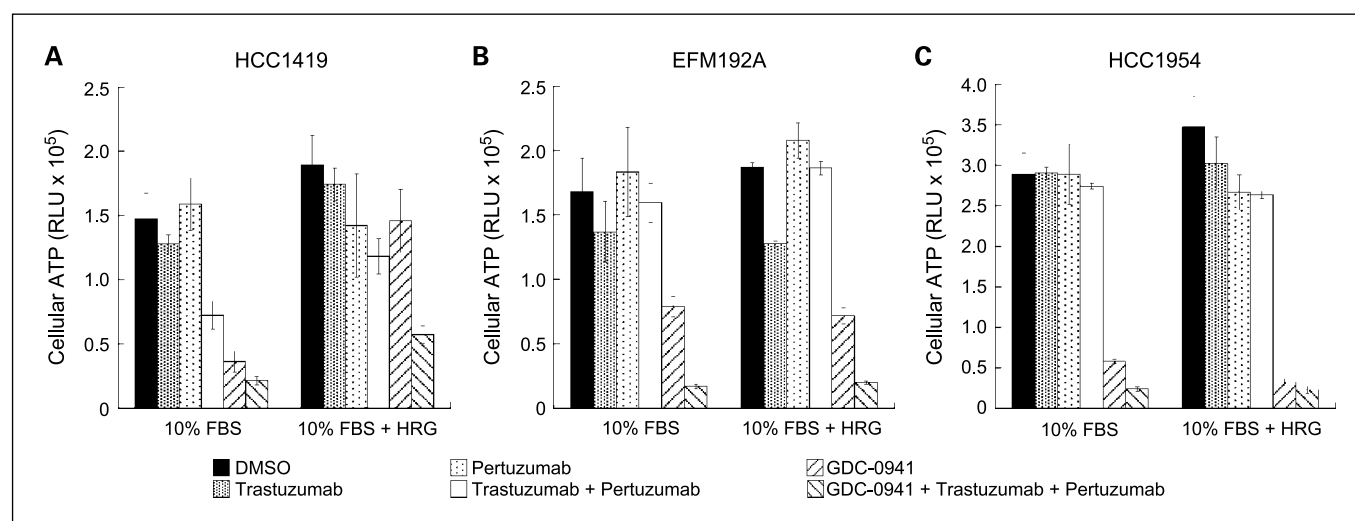 A
HCC1419
Cellular ATP (RLU x 10⁵)
2.5
2.0
1.5
1.0
0.5
0
10% FBS
10% FBS + HRG
B
EFM192A
Cellular ATP (RLU x 10⁵)
2.5
2.0
1.5
1.0
0.5
0
10% FBS
10% FBS + HRG
C
HCC1954
Cellular ATP (RLU x 10⁵)
4.0
3.5
3.0
2.5
2.0
1.5
1.0
0.5
0
10% FBS
10% FBS + HRG
DMSO
Trastuzumab
Pertuzumab
Trastuzumab + Pertuzumab
GDC-0941
GDC-0941 + Trastuzumab + Pertuzumab